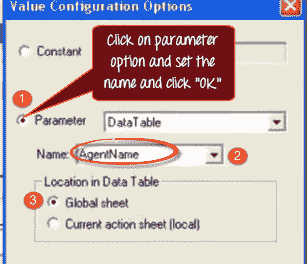 Value Configuration Options
Constant
Click on parameter
option and set the
name and click "OK"
1
Parameter
DataTable
Name:
AgentName
2
Location in Data Table
3
Global sheet
Current action sheet (local)